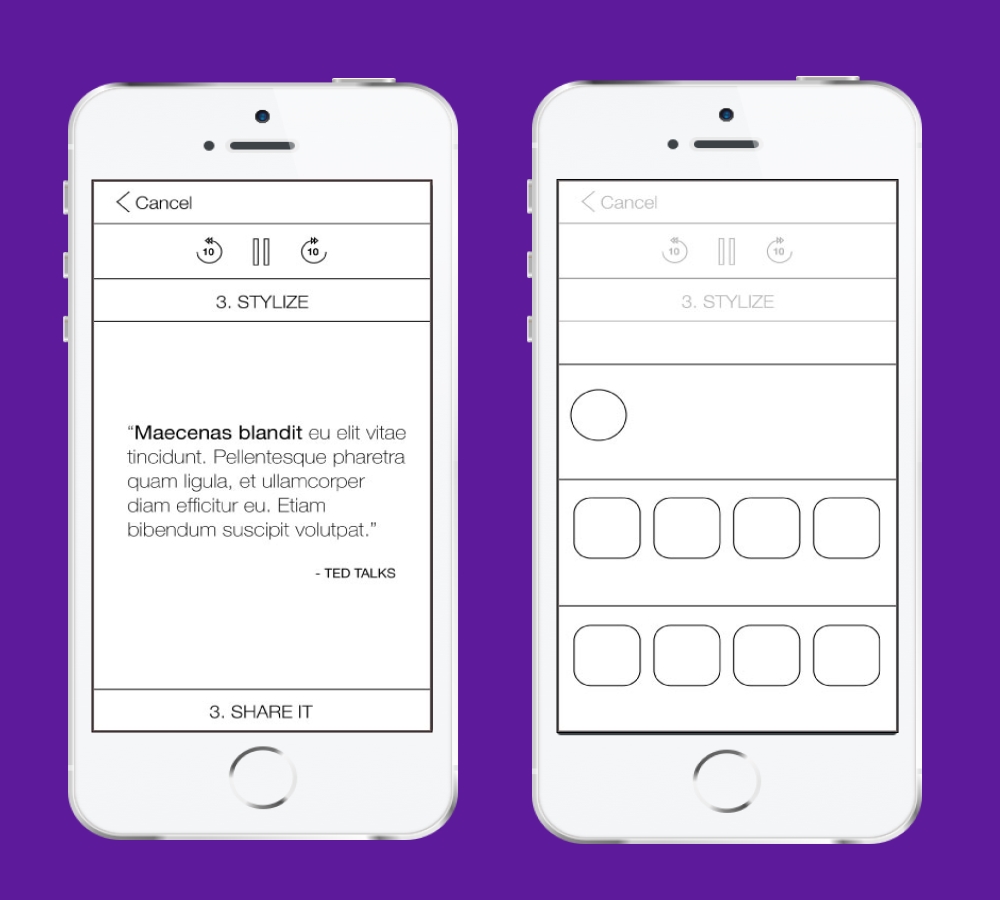 Cancel
10 10
3. STYLIZE
“Maecenas blandit eu elit vitae
tincidunt. Pellentesque pharetra
quam ligula, et ullamcorper
diam efficitur eu. Etiam
bibendum suscipit volutpat.”
- TED TALKS
3. SHARE IT
Cancel
10 10
3. STYLIZE